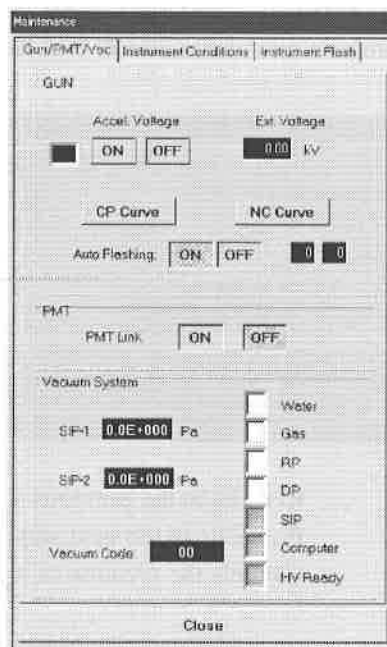 Maintenance
Gun/PMT/Vac Instrument Conditions Instrument Flash
GUN
Accel. Voltage Ext. Voltage
ON OFF 0.00 kV
CP Curve NC Curve
Auto Flashing: ON OFF 0 0
PMT
PMT Link: ON OFF
Vacuum System
Water
SIP-1 0.0E+000 Pa Gas
RP
SIP-2 0.0E+000 Pa DP
SIP
Vacuum Code: 00 Computer
HV Ready
Close